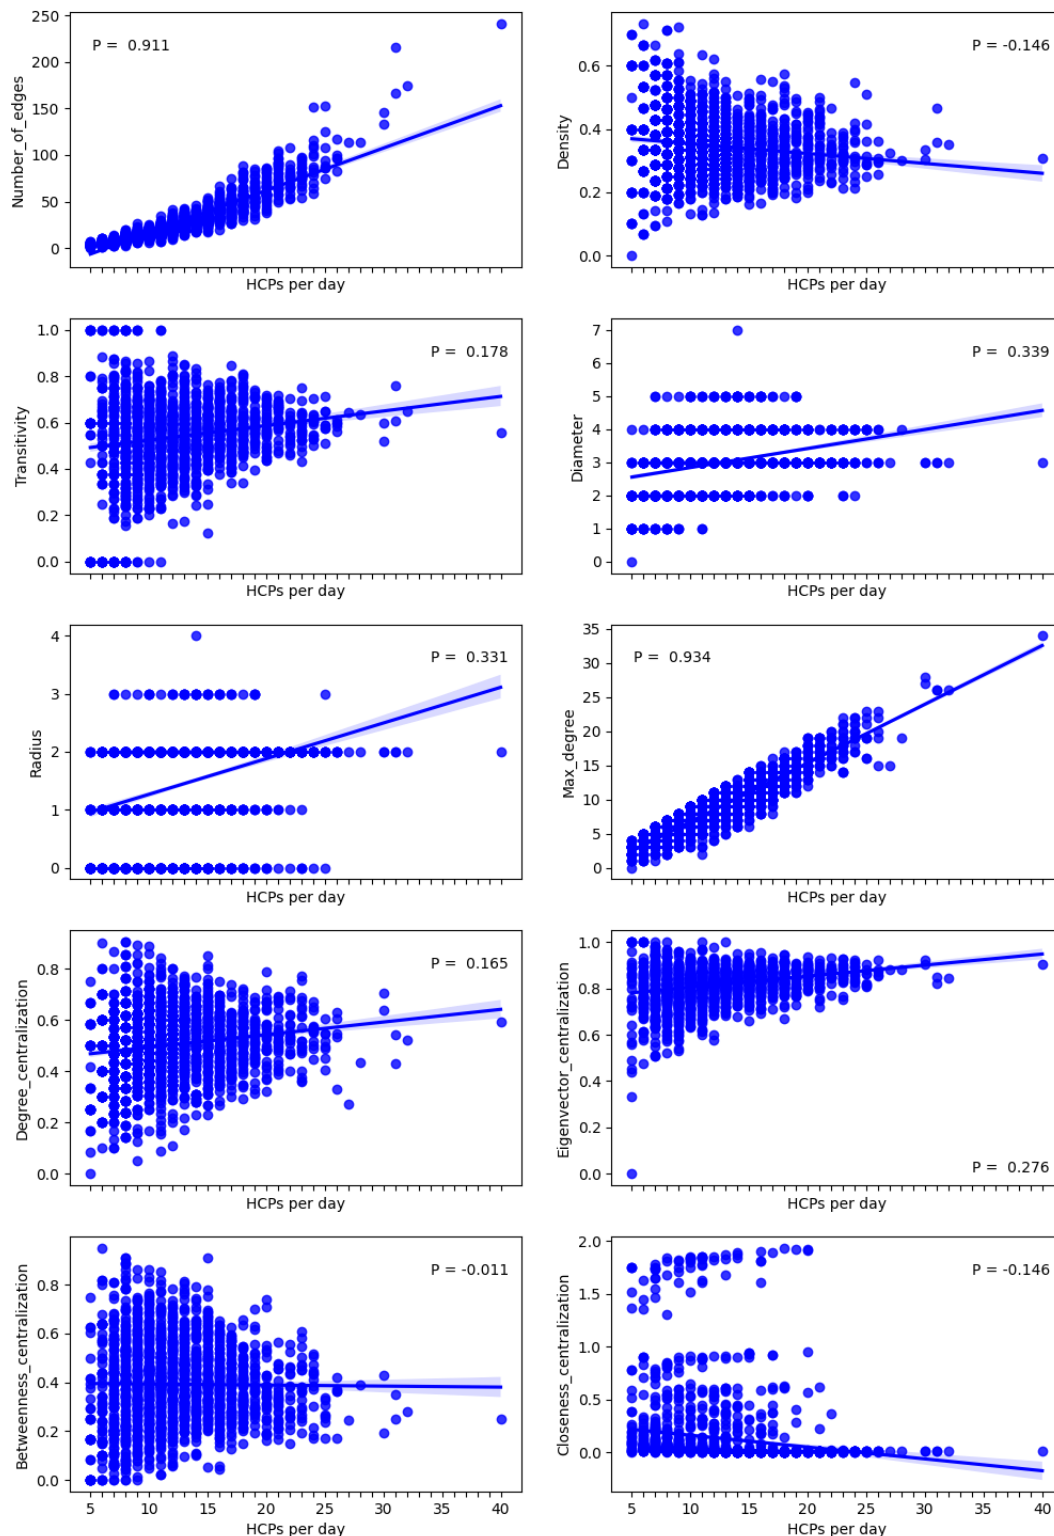 Number_of_edges
250
200
150
100
50
0
P =  0.911
HCPs per day
Density
0.6
0.4
0.2
0.0
P = -0.146
HCPs per day
Transitivity
1.0
0.8
0.6
0.4
0.2
0.0
P =  0.178
HCPs per day
Diameter
7
6
5
4
3
2
1
0
P =  0.339
HCPs per day
Radius
4
3
2
1
0
P =  0.331
HCPs per day
Max_degree
35
30
25
20
15
10
5
0
P =  0.934
HCPs per day
Degree_centralization
0.8
0.6
0.4
0.2
0.0
P =  0.165
HCPs per day
Eigenvector_centralization
1.0
0.8
0.6
0.4
0.2
0.0
P =  0.276
HCPs per day
Betweenness_centralization
0.8
0.6
0.4
0.2
0.0
P = -0.011
5 10 15 20 25 30 35 40
HCPs per day
Closeness_centralization
2.0
1.5
1.0
0.5
0.0
P = -0.146
5 10 15 20 25 30 35 40
HCPs per day